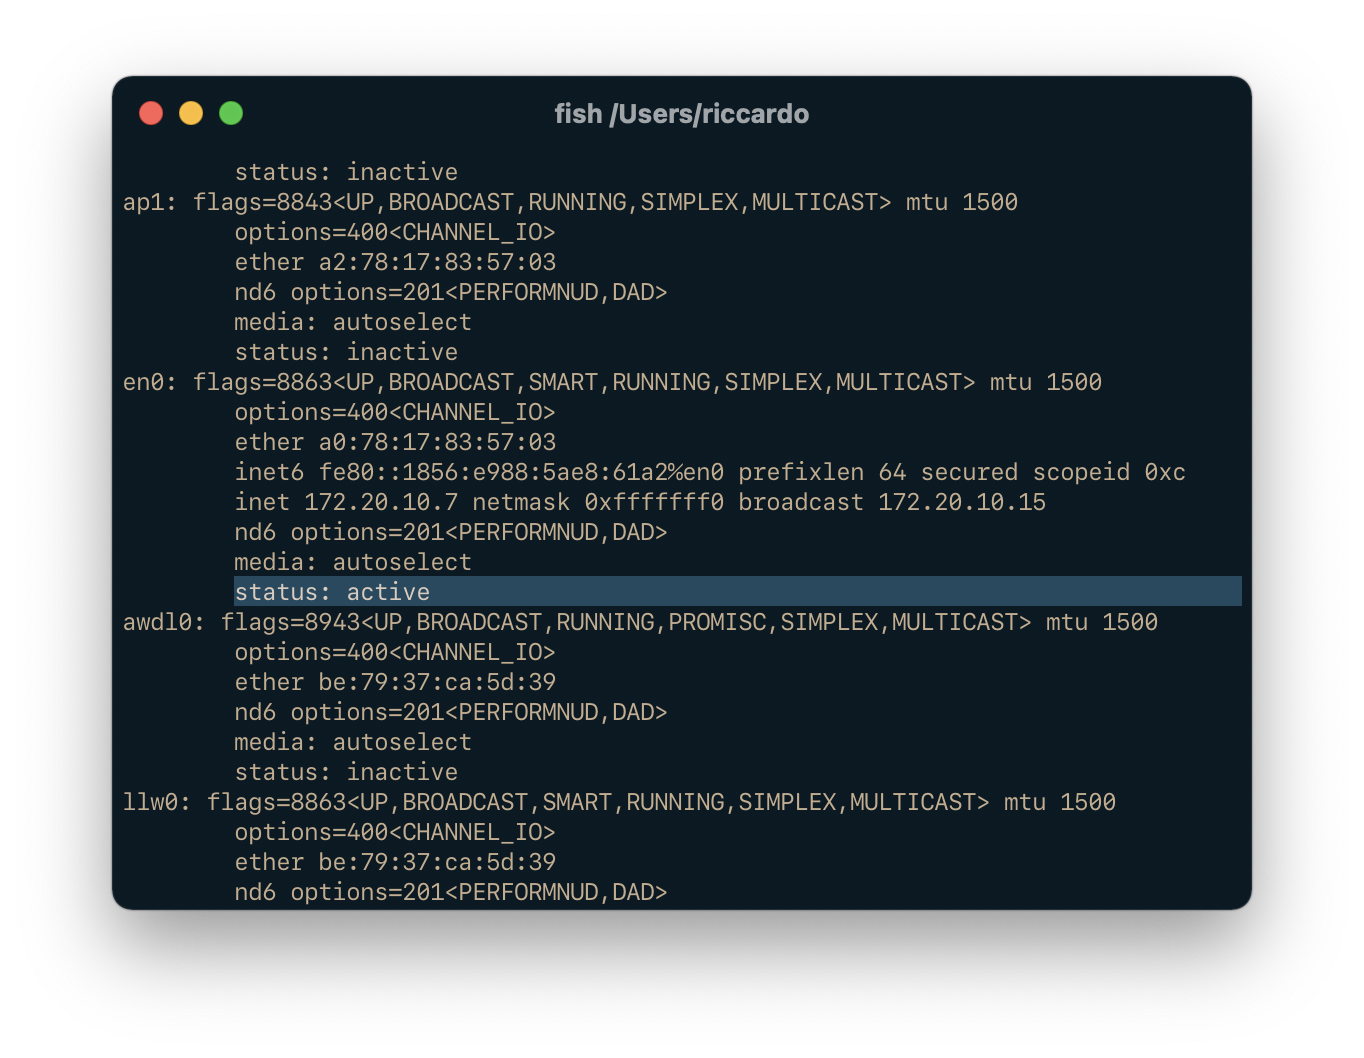 fish /Users/riccardo
status: inactive
ap1: flags=8843<UP,BROADCAST,RUNNING,SIMPLEX,MULTICAST> mtu 1500
options=400<CHANNEL_IO>
ether a2:78:17:83:57:03
nd6 options=201<PERFORMNUD,DAD>
media: autoselect
status: inactive
en0: flags=8863<UP,BROADCAST,SMART,RUNNING,SIMPLEX,MULTICAST> mtu 1500
options=400<CHANNEL_IO>
ether a0:78:17:83:57:03
inet6 fe80::1856:e988:5ae8:61a2%en0 prefixlen 64 secured scopeid 0xc
inet 172.20.10.7 netmask 0xfffffff0 broadcast 172.20.10.15
nd6 options=201<PERFORMNUD,DAD>
media: autoselect
status: active
awdl0: flags=8943<UP,BROADCAST,RUNNING,PROMISC,SIMPLEX,MULTICAST> mtu 1500
options=400<CHANNEL_IO>
ether be:79:37:ca:5d:39
nd6 options=201<PERFORMNUD,DAD>
media: autoselect
status: inactive
llw0: flags=8863<UP,BROADCAST,SMART,RUNNING,SIMPLEX,MULTICAST> mtu 1500
options=400<CHANNEL_IO>
ether be:79:37:ca:5d:39
nd6 options=201<PERFORMNUD,DAD>